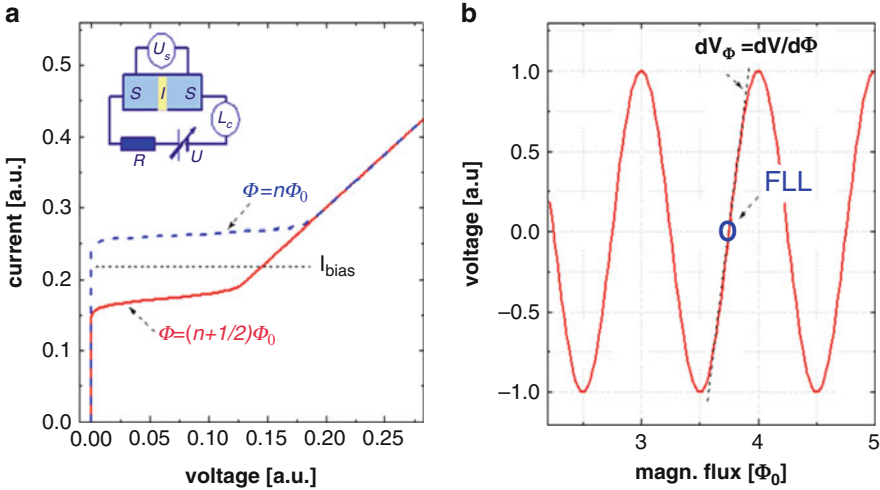 a
0.5
0.4
0.3
0.2
0.1
0.0
current [a.u.]
0.00 0.05 0.10 0.15 0.20 0.25
voltage [a.u.]
U_s
S I S
L_c
R U
Φ=nΦ_0
I_bias
Φ=(n+1/2)Φ_0
b
dV_Φ =dV/dΦ
1.0
0.5
0.0
−0.5
−1.0
FLL
voltage [a.u]
3 4 5
magn. flux [Φ_0]